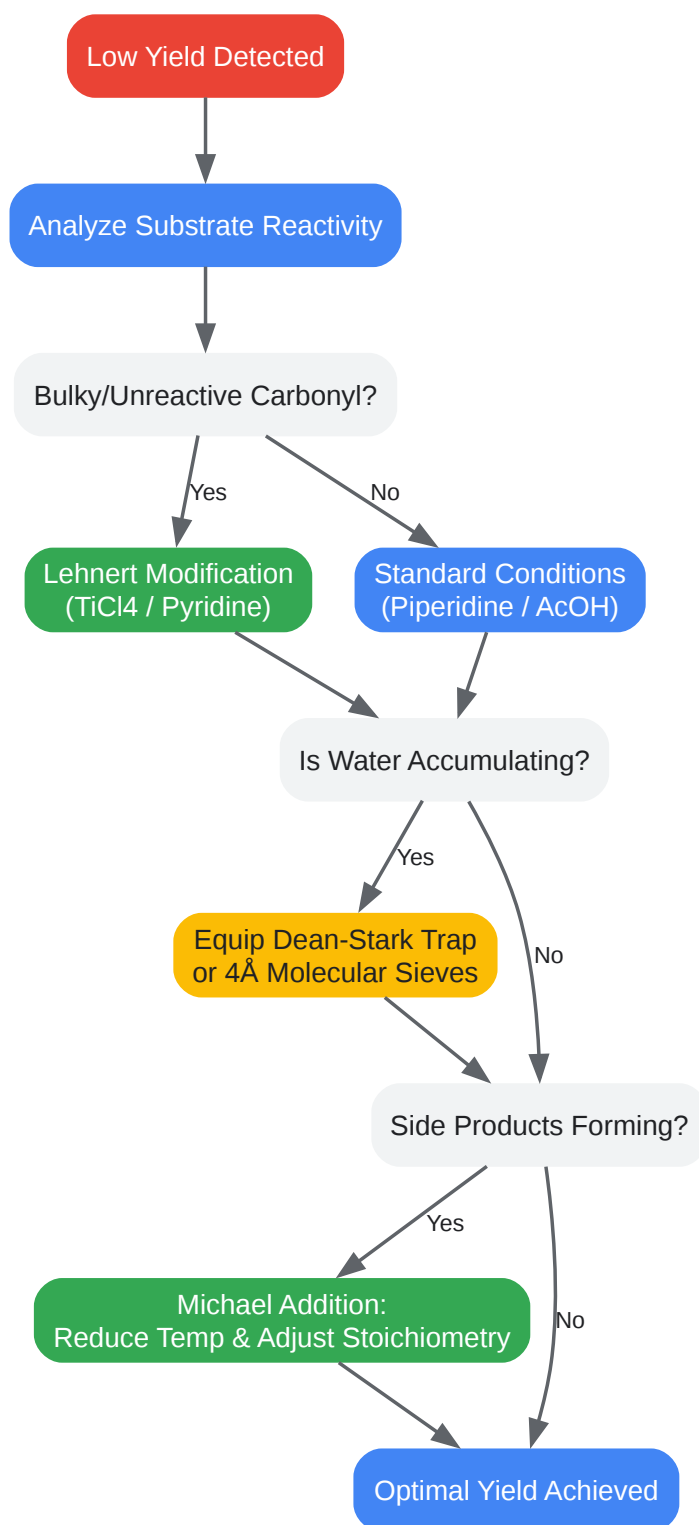 Low Yield Detected
Analyze Substrate Reactivity
Bulky/Unreactive Carbonyl?
Yes
No
Lehnert Modification
(TiCl4 / Pyridine)
Standard Conditions
(Piperidine / AcOH)
Is Water Accumulating?
Yes
Equip Dean-Stark Trap
or 4Å Molecular Sieves
No
Side Products Forming?
Yes
Michael Addition:
Reduce Temp & Adjust Stoichiometry
No
Optimal Yield Achieved